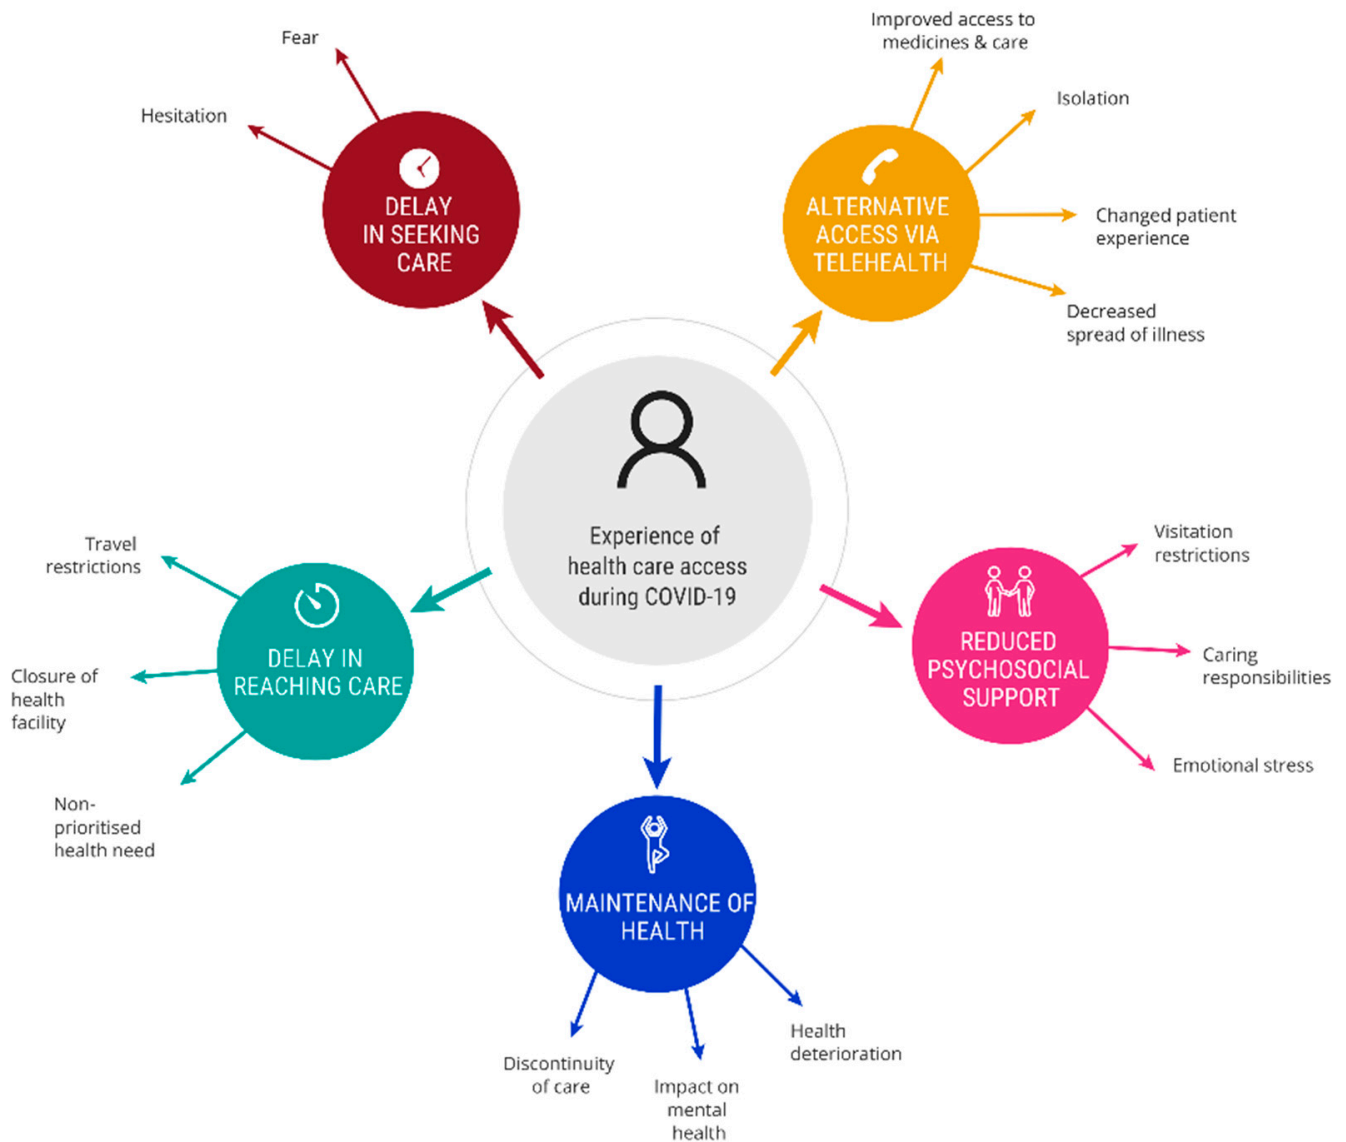 Fear
Hesitation
DELAY
IN SEEKING
CARE
Improved access to
medicines & care
Isolation
Changed patient
experience
Decreased
spread of illness
ALTERNATIVE
ACCESS VIA
TELEHEALTH
Experience of
health care access
during COVID-19
Travel
restrictions
Closure of
health
facility
Non-
prioritised
health need
DELAY IN
REACHING CARE
Visitation
restrictions
Caring
responsibilities
Emotional stress
REDUCED
PSYCHOSOCIAL
SUPPORT
MAINTENANCE OF
HEALTH
Discontinuity
of care
Impact on
mental
health
Health
deterioration